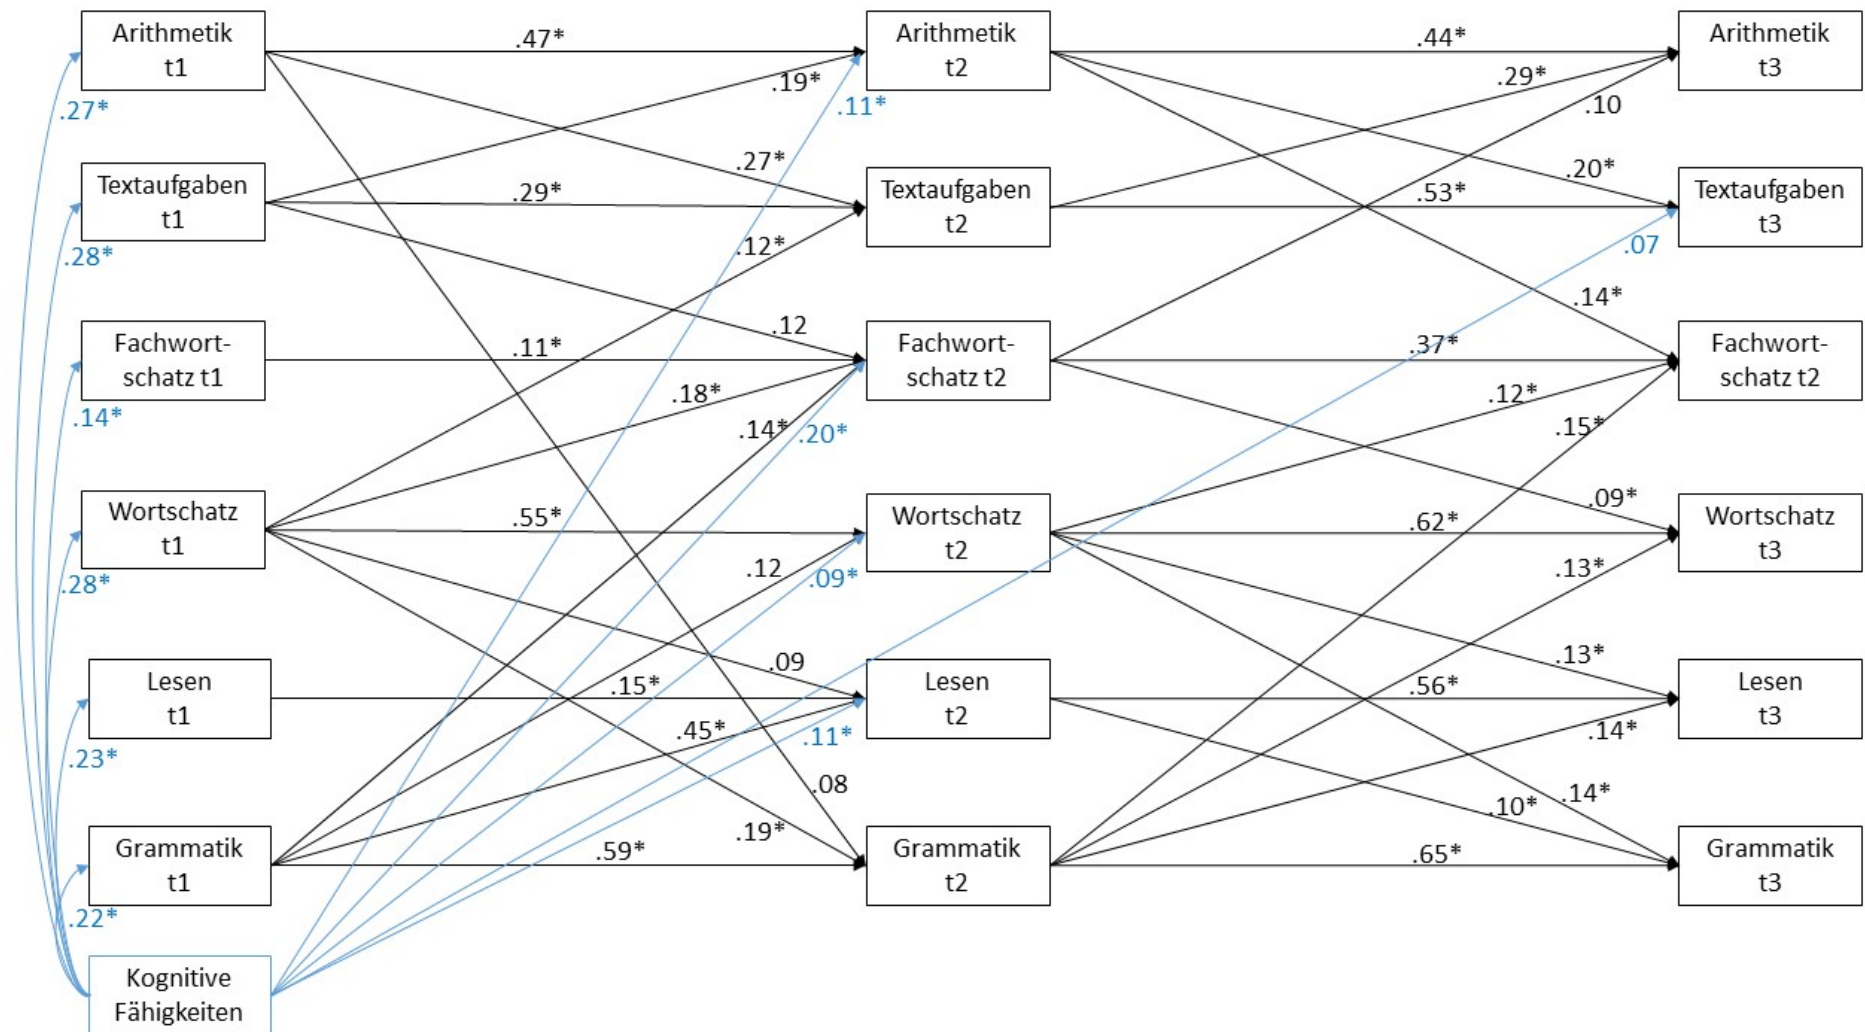 Arithmetik
t1
.47*
Arithmetik
t2
.44*
Arithmetik
t3
.27*
.19*
.11*
.29*
.10
Textaufgaben
t1
.27*
.29*
Textaufgaben
t2
.20*
.53*
Textaufgaben
t3
.28*
.12*
.07
Fachwort-
schatz t1
.12
.11*
Fachwort-
schatz t2
.14*
.37*
Fachwort-
schatz t2
.14*
.18*
.14*
.20*
.12*
.15*
Wortschatz
t1
.55*
Wortschatz
t2
.09*
.62*
Wortschatz
t3
.28*
.12
.09*
.13*
Lesen
t1
.09
.15*
Lesen
t2
.13*
.56*
Lesen
t3
.23*
.45*
.11*
.14*
.08
.10*
.14*
Grammatik
t1
.19*
.59*
Grammatik
t2
.65*
Grammatik
t3
.22*
Kognitive
Fähigkeiten